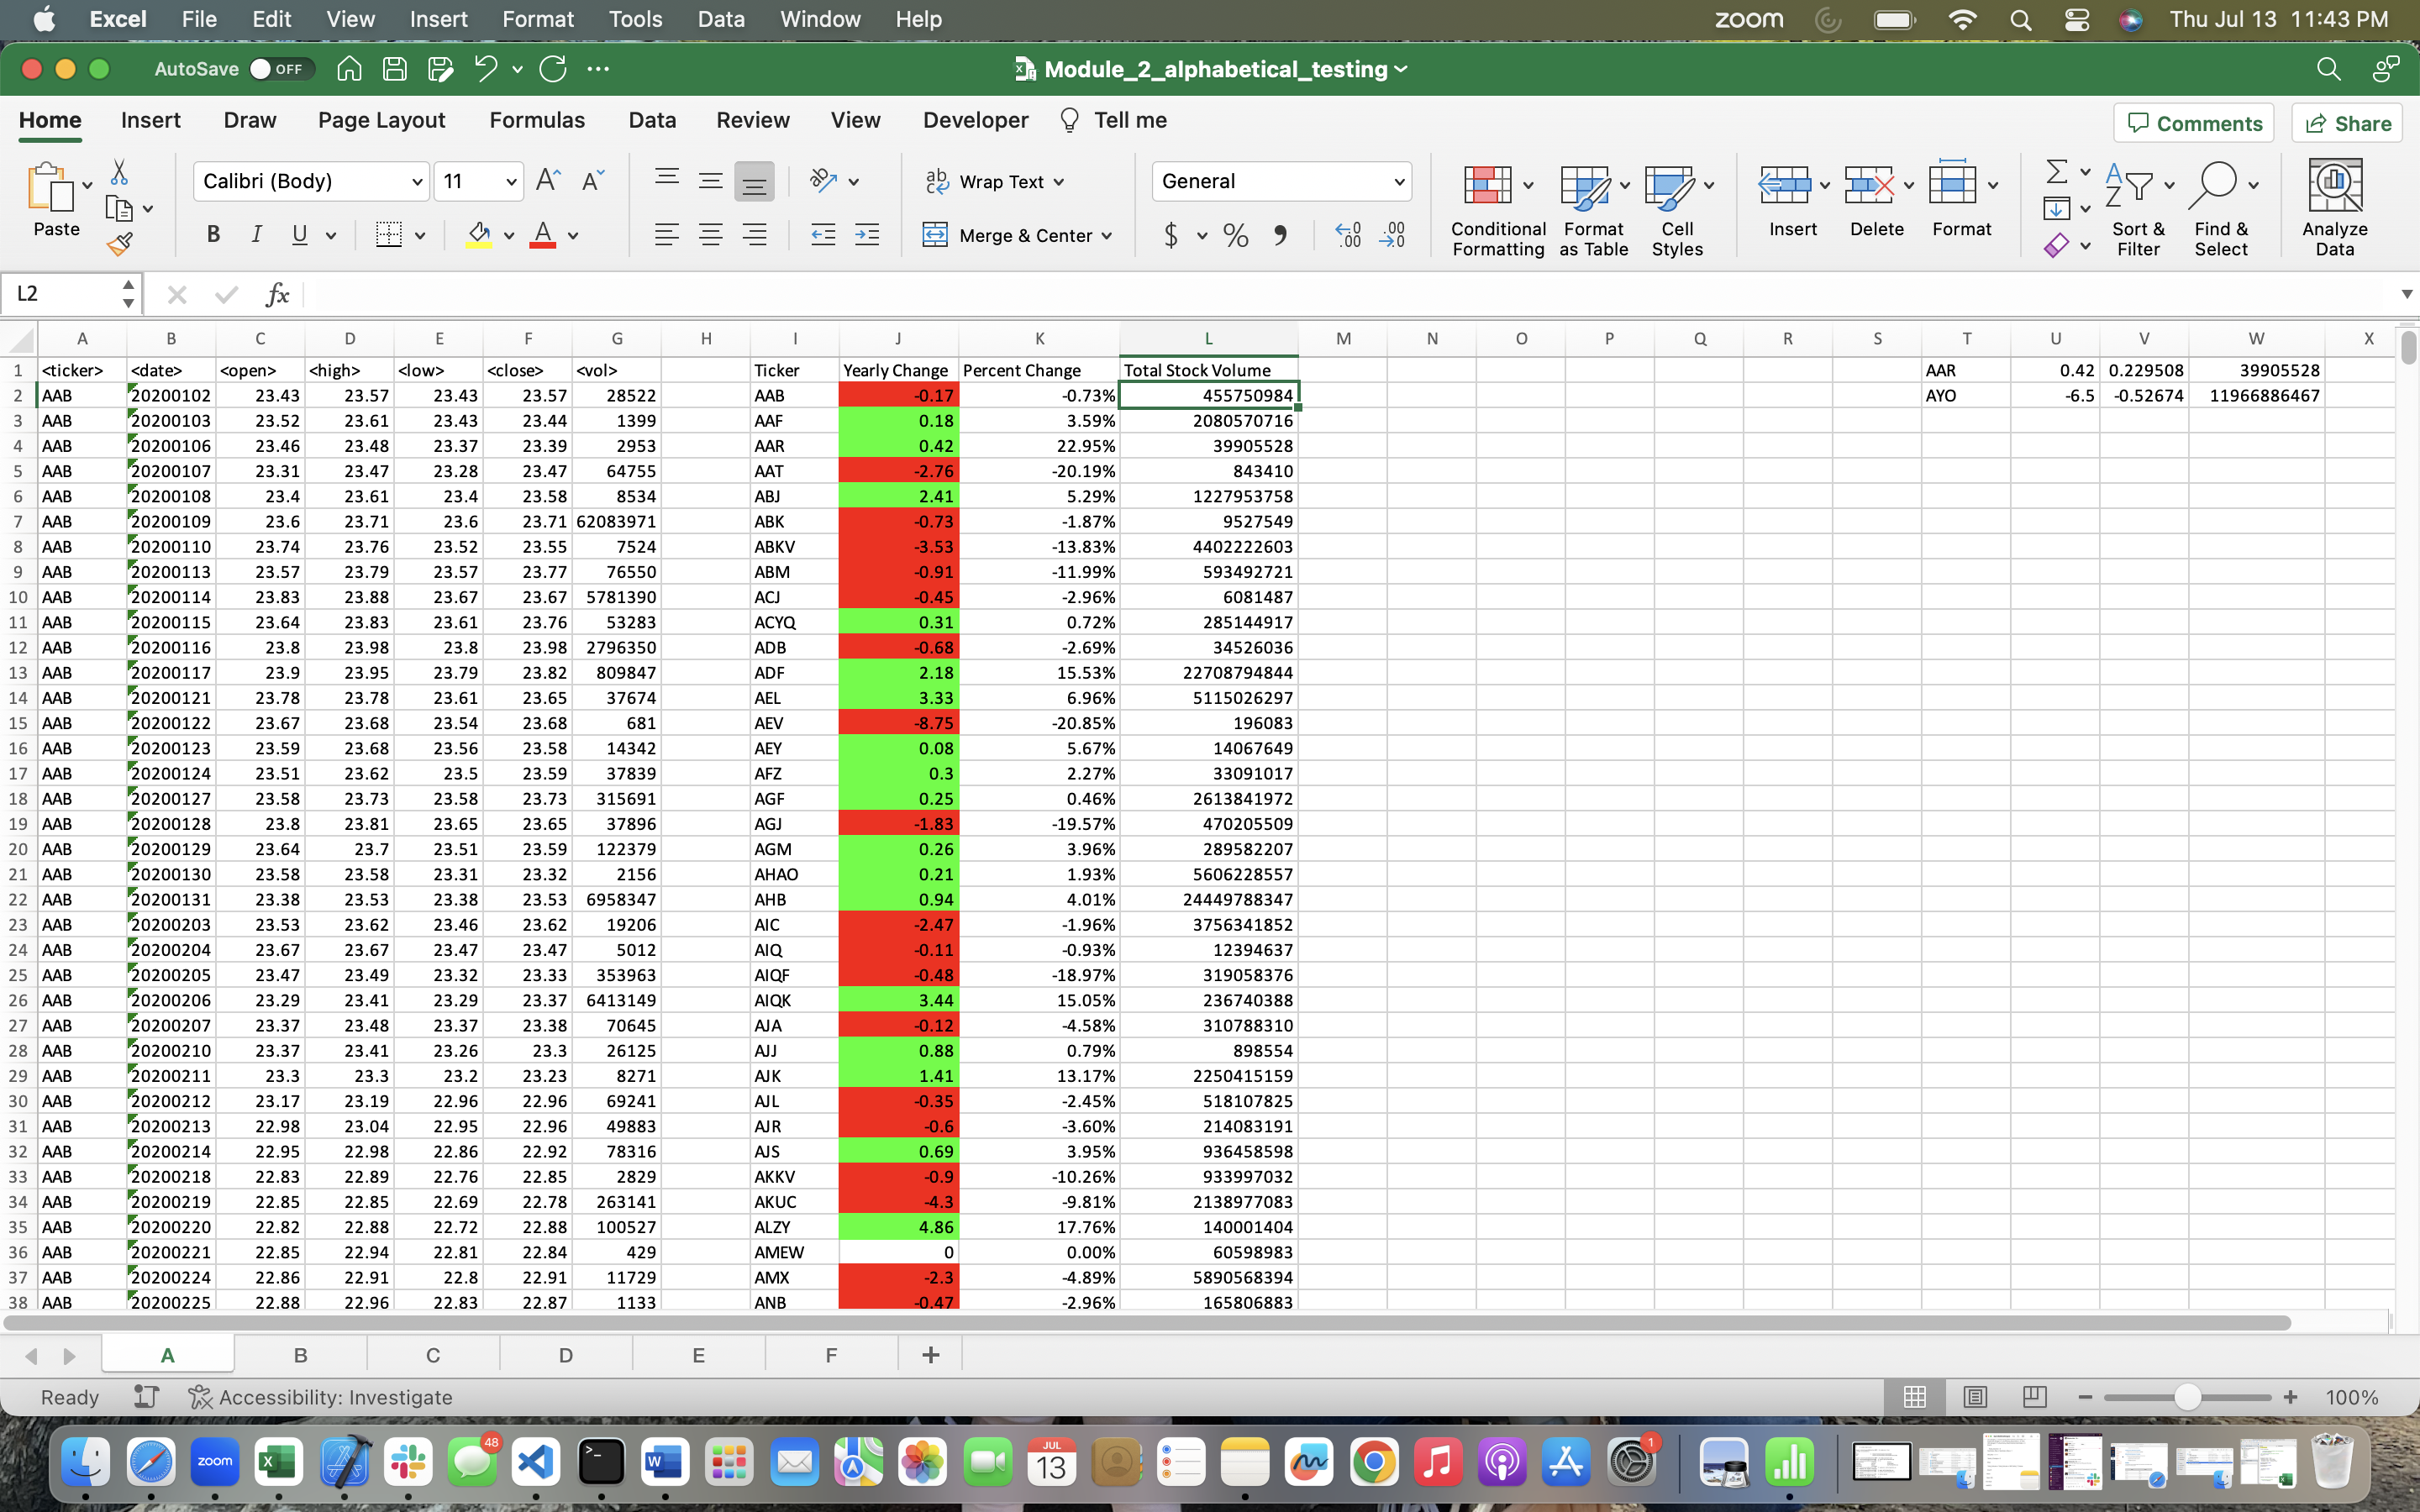 Excel File Edit View Insert Format Tools Data Window Help zoom Thu Jul 13 11:43 PM
AutoSave OFF Module_2_alphabetical_testing
Home Insert Draw Page Layout Formulas Data Review View Developer Tell me Comments Share
Calibri (Body) 11 Wrap Text General
Paste B I U Merge & Center $ % Conditional Formatting Format as Table Cell Styles Insert Delete Format Sort & Filter Find & Select Analyze Data
L2 fx
A B C D E F G H I J K L M N O P Q R S T U V W X
1 <ticker> <date> <open> <high> <low> <close> <vol> Ticker Yearly Change Percent Change Total Stock Volume AAR 0.42 0.229508 39905528
2 AAB 20200102 23.43 23.57 23.43 23.57 28522 AAB -0.17 -0.73% 455750984 AYO -6.5 -0.52674 11966886467
3 AAB 20200103 23.52 23.61 23.43 23.44 1399 AAF 0.18 3.59% 2080570716
4 AAB 20200106 23.46 23.48 23.37 23.39 2953 AAR 0.42 22.95% 39905528
5 AAB 20200107 23.31 23.47 23.28 23.47 64755 AAT -2.76 -20.19% 843410
6 AAB 20200108 23.4 23.61 23.4 23.58 8534 ABJ 2.41 5.29% 1227953758
7 AAB 20200109 23.6 23.71 23.6 23.71 62083971 ABK -0.73 -1.87% 9527549
8 AAB 20200110 23.74 23.76 23.52 23.55 7524 ABKV -3.53 -13.83% 4402222603
9 AAB 20200113 23.57 23.79 23.57 23.77 76550 ABM -0.91 -11.99% 593492721
10 AAB 20200114 23.83 23.88 23.67 23.67 5781390 ACJ -0.45 -2.96% 6081487
11 AAB 20200115 23.64 23.83 23.61 23.76 53283 ACYQ 0.31 0.72% 285144917
12 AAB 20200116 23.8 23.98 23.8 23.98 2796350 ADB -0.68 -2.69% 34526036
13 AAB 20200117 23.9 23.95 23.79 23.82 809847 ADF 2.18 15.53% 22708794844
14 AAB 20200121 23.78 23.78 23.61 23.65 37674 AEL 3.33 6.96% 5115026297
15 AAB 20200122 23.67 23.68 23.54 23.68 681 AEV -8.75 -20.85% 196083
16 AAB 20200123 23.59 23.68 23.56 23.58 14342 AEY 0.08 5.67% 14067649
17 AAB 20200124 23.51 23.62 23.5 23.59 37839 AFZ 0.3 2.27% 33091017
18 AAB 20200127 23.58 23.73 23.58 23.73 315691 AGF 0.25 0.46% 2613841972
19 AAB 20200128 23.8 23.81 23.65 23.65 37896 AGJ -1.83 -19.57% 470205509
20 AAB 20200129 23.64 23.7 23.51 23.59 122379 AGM 0.26 3.96% 289582207
21 AAB 20200130 23.58 23.58 23.31 23.32 2156 AHAO 0.21 1.93% 5606228557
22 AAB 20200131 23.38 23.53 23.38 23.53 6958347 AHB 0.94 4.01% 24449788347
23 AAB 20200203 23.53 23.62 23.46 23.62 19206 AIC -2.47 -1.96% 3756341852
24 AAB 20200204 23.67 23.67 23.47 23.47 5012 AIQ -0.11 -0.93% 12394637
25 AAB 20200205 23.47 23.49 23.32 23.33 353963 AIQF -0.48 -18.97% 319058376
26 AAB 20200206 23.29 23.41 23.29 23.37 6413149 AIQK 3.44 15.05% 236740388
27 AAB 20200207 23.37 23.48 23.37 23.38 70645 AJA -0.12 -4.58% 310788310
28 AAB 20200210 23.37 23.41 23.26 23.3 26125 AJJ 0.88 0.79% 898554
29 AAB 20200211 23.3 23.3 23.2 23.23 8271 AJK 1.41 13.17% 2250415159
30 AAB 20200212 23.17 23.19 22.96 22.96 69241 AJL -0.35 -2.45% 518107825
31 AAB 20200213 22.98 23.04 22.95 22.96 49883 AJR -0.6 -3.60% 214083191
32 AAB 20200214 22.95 22.98 22.86 22.92 78316 AJS 0.69 3.95% 936458598
33 AAB 20200218 22.83 22.89 22.76 22.85 2829 AKKV -0.9 -10.26% 933997032
34 AAB 20200219 22.85 22.85 22.69 22.78 263141 AKUC -4.3 -9.81% 2138977083
35 AAB 20200220 22.82 22.88 22.72 22.88 100527 ALZY 4.86 17.76% 140001404
36 AAB 20200221 22.85 22.94 22.81 22.84 429 AMEW 0 0.00% 60598983
37 AAB 20200224 22.86 22.91 22.8 22.91 11729 AMX -2.3 -4.89% 5890568394
38 AAB 20200225 22.88 22.96 22.83 22.87 1133 ANB -0.47 -2.96% 165806883
A B C D E F +
Ready Accessibility: Investigate 100%
zoom 48 JUL 13 1